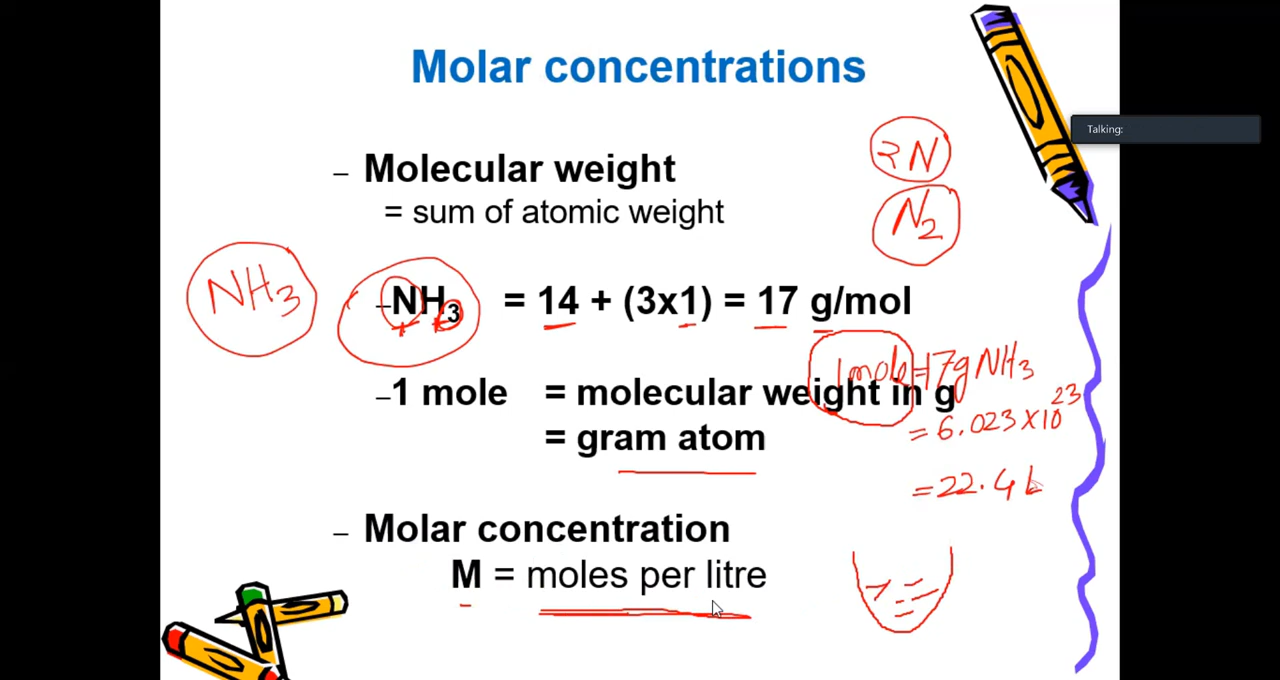 Molar concentrations
Talking:
2N
– Molecular weight
= sum of atomic weight
N2
NH3
–NH3 = 14 + (3x1) = 17 g/mol
1mole=17g NH3
–1 mole = molecular weight in g
= 6.023×10^23
= gram atom
= 22.4 L
– Molar concentration
M = moles per litre